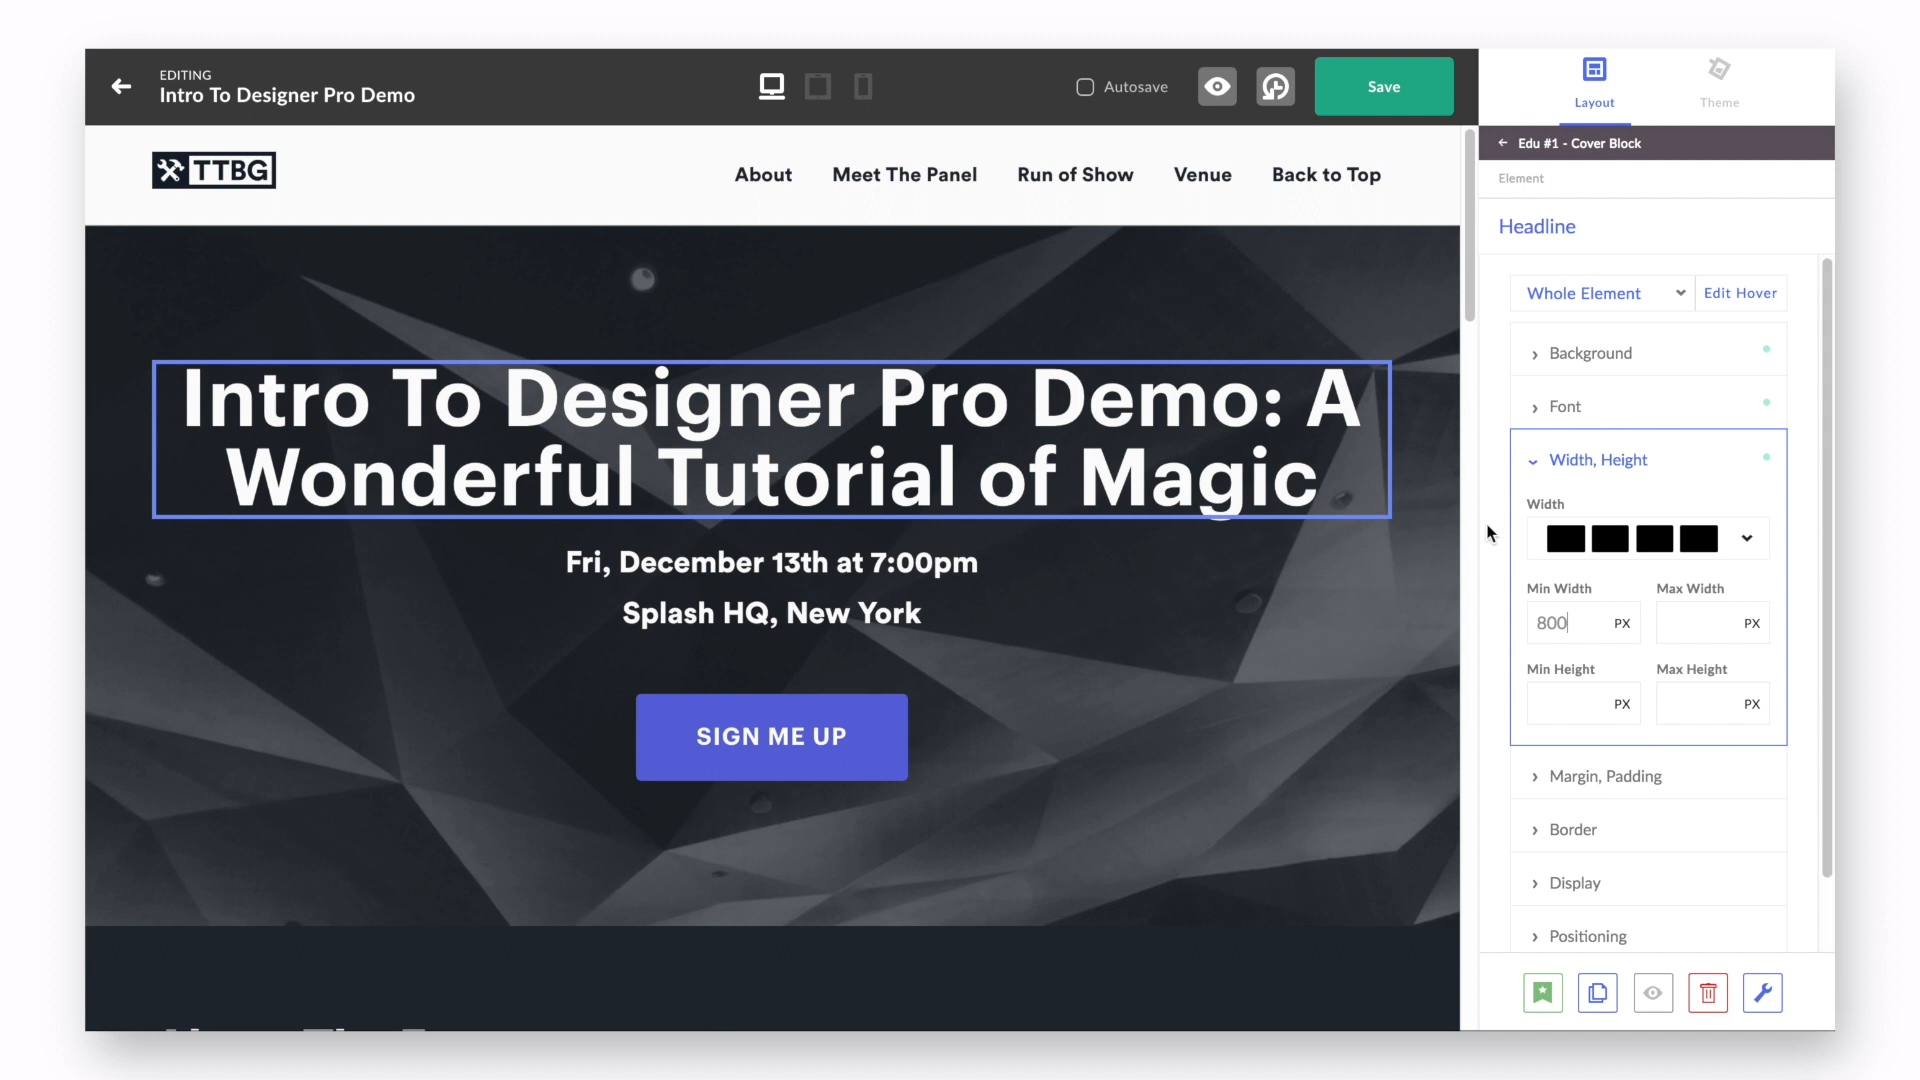 EDITING
Intro To Designer Pro Demo
Autosave
Save
Layout
Theme
TTBG
About
Meet The Panel
Run of Show
Venue
Back to Top
Intro To Designer Pro Demo: A
Wonderful Tutorial of Magic
Fri, December 13th at 7:00pm
Splash HQ, New York
SIGN ME UP
Edu #1 - Cover Block
Element
Headline
Whole Element
Edit Hover
Background
Font
Width, Height
Width
Min Width
Max Width
800
PX
PX
Min Height
Max Height
PX
PX
Margin, Padding
Border
Display
Positioning